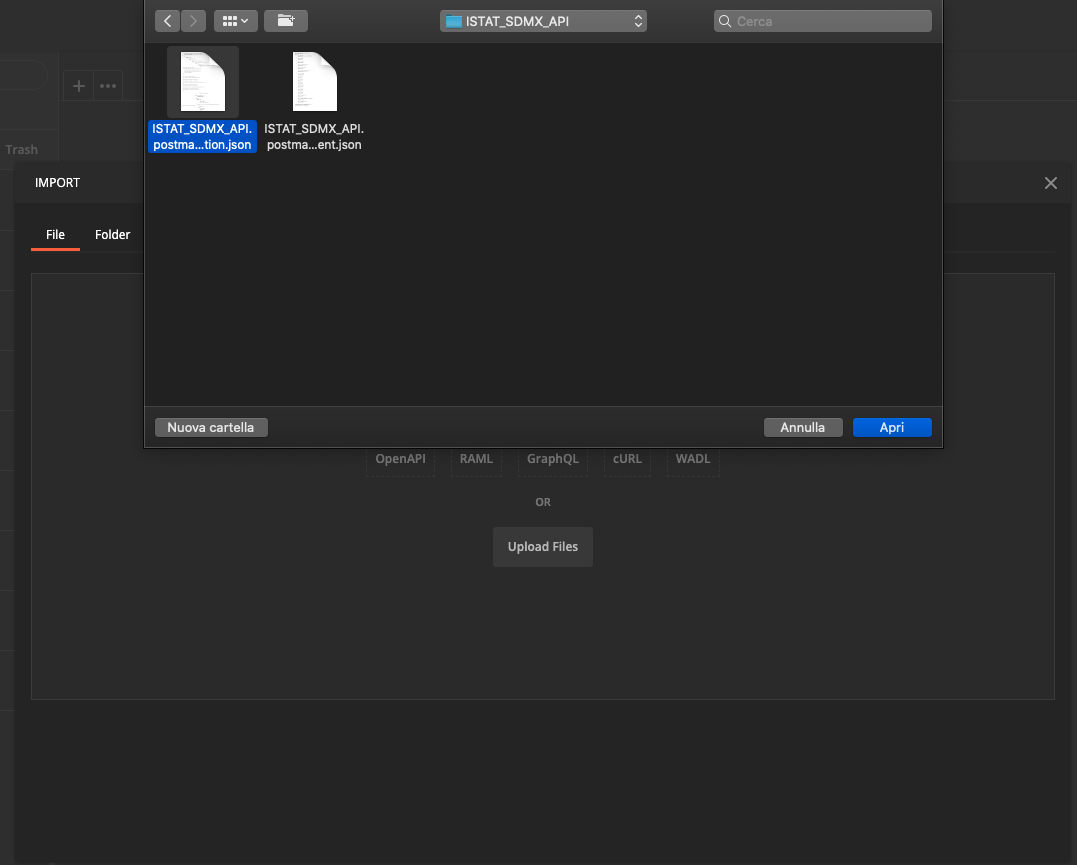 ISTAT_SDMX_API
Cerca
ISTAT_SDMX_API.
postma...tion.json
ISTAT_SDMX_API.
postma...ent.json
Trash
IMPORT
File
Folder
Nuova cartella
Annulla
Apri
OpenAPI
RAML
GraphQL
cURL
WADL
OR
Upload Files